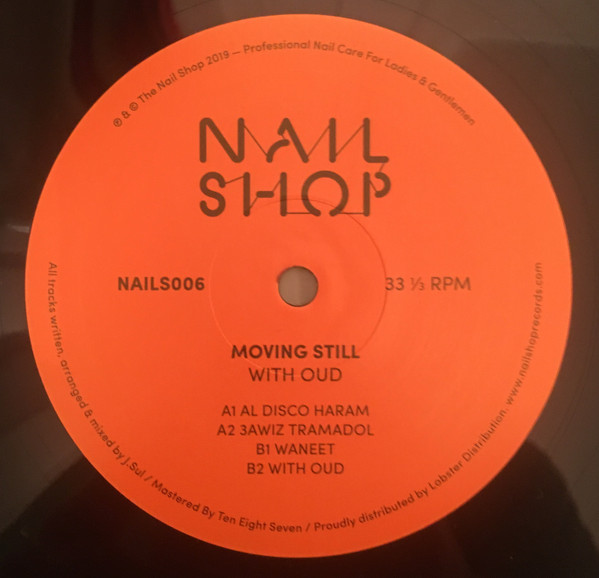 ℗ & © The Nail Shop 2019 — Professional Nail Care For Ladies & Gentlemen
NAIL
SHOP
NAILS006
33 ⅓ RPM
MOVING STILL
WITH OUD
A1 AL DISCO HARAM
A2 3AWIZ TRAMADOL
B1 WANEET
B2 WITH OUD
All tracks written, arranged & mixed by J.Sul / Mastered By Ten Eight Seven / Proudly distributed by Lobster Distribution. www.nailshoprecords.com